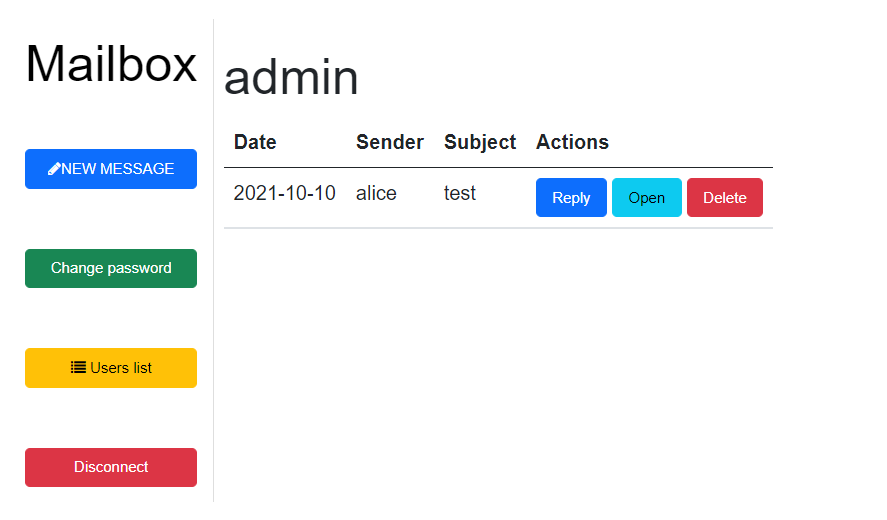 Mailbox
NEW MESSAGE
Change password
Users list
Disconnect
admin
Date Sender Subject Actions
2021-10-10 alice test Reply Open Delete